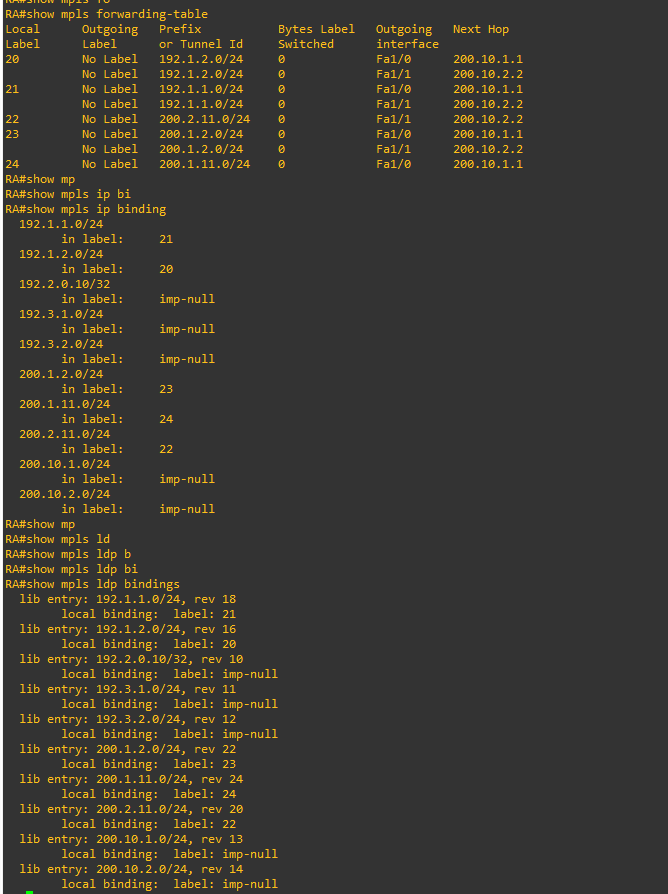 RA#show mpls forwarding-table
Local Outgoing Prefix Bytes Label Outgoing Next Hop
Label Label or Tunnel Id Switched interface
20 No Label 192.1.2.0/24 0 Fa1/0 200.10.1.1
No Label 192.1.2.0/24 0 Fa1/1 200.10.2.2
21 No Label 192.1.1.0/24 0 Fa1/0 200.10.1.1
No Label 192.1.1.0/24 0 Fa1/1 200.10.2.2
22 No Label 200.2.11.0/24 0 Fa1/1 200.10.2.2
23 No Label 200.1.2.0/24 0 Fa1/0 200.10.1.1
No Label 200.1.2.0/24 0 Fa1/1 200.10.2.2
24 No Label 200.1.11.0/24 0 Fa1/0 200.10.1.1
RA#show mp
RA#show mpls ip bi
RA#show mpls ip binding
192.1.1.0/24
in label: 21
192.1.2.0/24
in label: 20
192.2.0.10/32
in label: imp-null
192.3.1.0/24
in label: imp-null
192.3.2.0/24
in label: imp-null
200.1.2.0/24
in label: 23
200.1.11.0/24
in label: 24
200.2.11.0/24
in label: 22
200.10.1.0/24
in label: imp-null
200.10.2.0/24
in label: imp-null
RA#show mp
RA#show mpls ld
RA#show mpls ldp b
RA#show mpls ldp bi
RA#show mpls ldp bindings
lib entry: 192.1.1.0/24, rev 18
local binding: label: 21
lib entry: 192.1.2.0/24, rev 16
local binding: label: 20
lib entry: 192.2.0.10/32, rev 10
local binding: label: imp-null
lib entry: 192.3.1.0/24, rev 11
local binding: label: imp-null
lib entry: 192.3.2.0/24, rev 12
local binding: label: imp-null
lib entry: 200.1.2.0/24, rev 22
local binding: label: 23
lib entry: 200.1.11.0/24, rev 24
local binding: label: 24
lib entry: 200.2.11.0/24, rev 20
local binding: label: 22
lib entry: 200.10.1.0/24, rev 13
local binding: label: imp-null
lib entry: 200.10.2.0/24, rev 14
local binding: label: imp-null